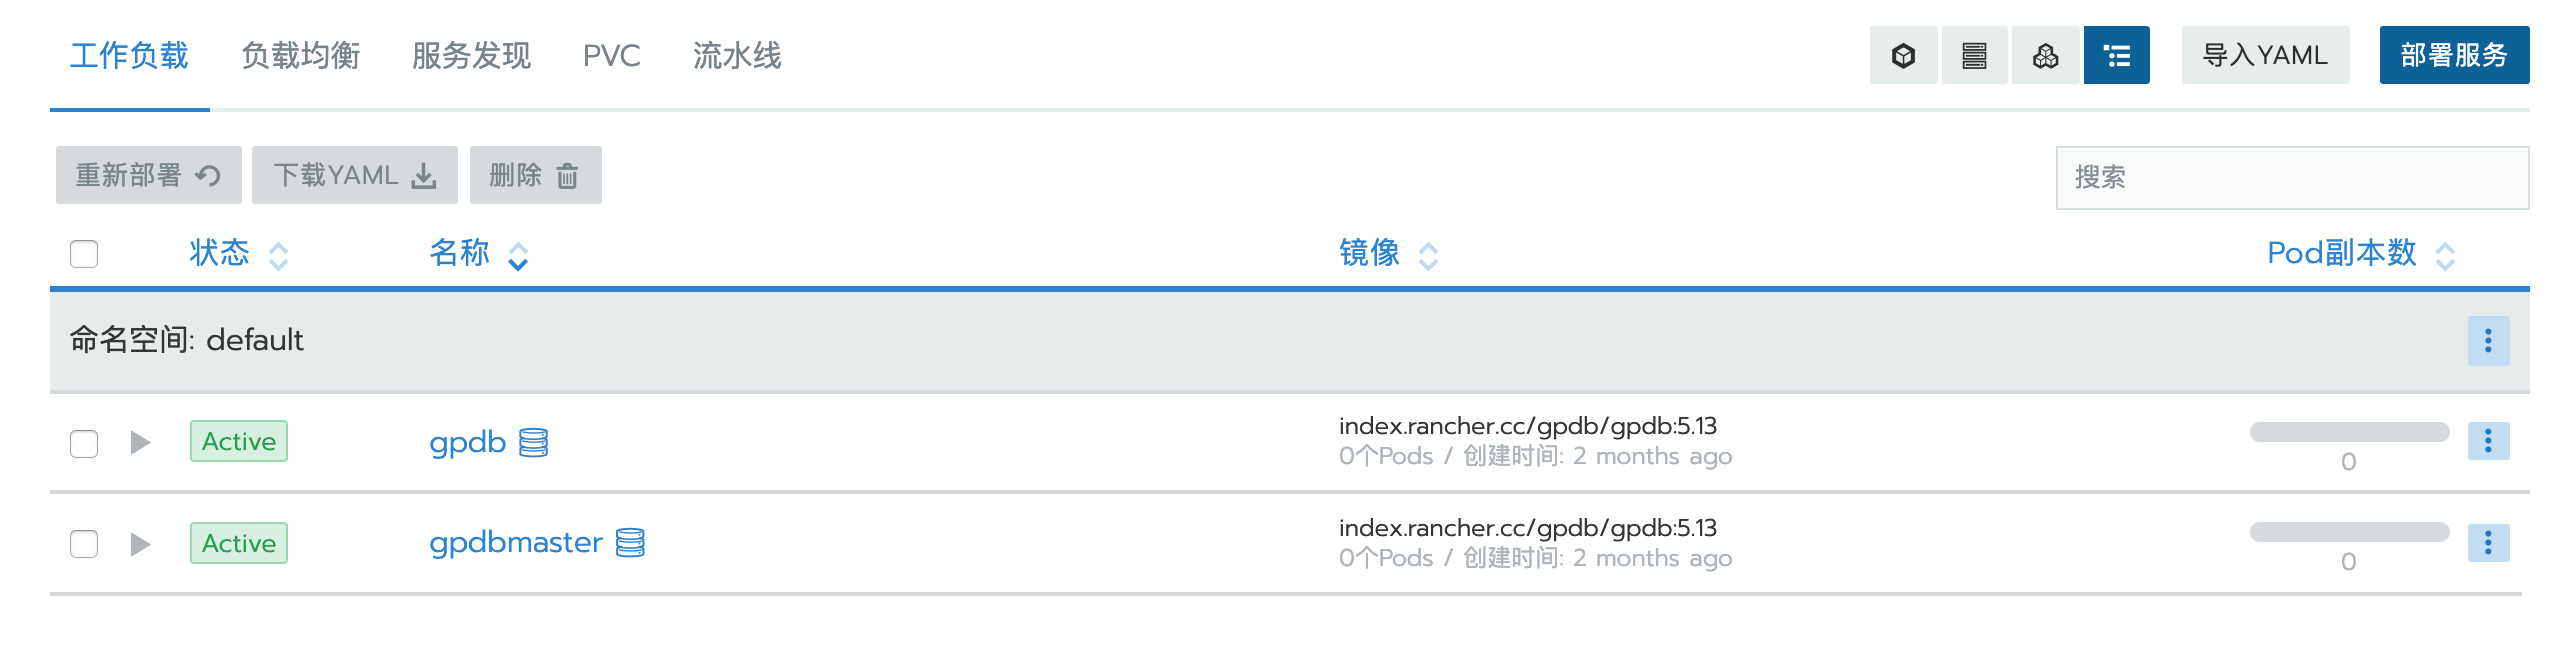 工作负载 负载均衡 服务发现 PVC 流水线 导入YAML 部署服务
重新部署 下载YAML 删除 搜索
状态 名称 镜像 Pod副本数
命名空间: default
Active gpdb index.rancher.cc/gpdb/gpdb:5.13
0个Pods / 创建时间: 2 months ago 0
Active gpdbmaster index.rancher.cc/gpdb/gpdb:5.13
0个Pods / 创建时间: 2 months ago 0